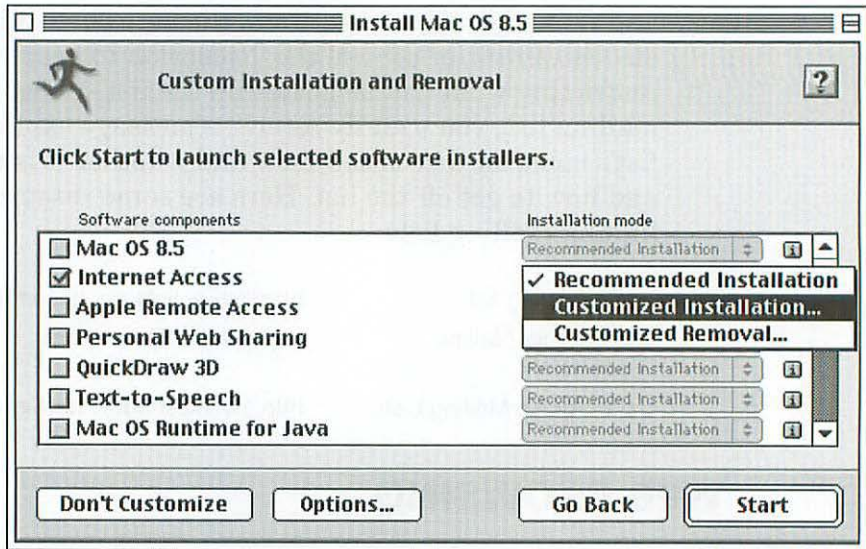 Install Mac OS 8.5
Custom Installation and Removal
?
Click Start to launch selected software installers.
Software components Installation mode
Mac OS 8.5 Recommended Installation
Internet Access ✓ Recommended Installation
Customized Installation...
Apple Remote Access
Customized Removal...
Personal Web Sharing
QuickDraw 3D Recommended Installation
Text-to-Speech Recommended Installation
Mac OS Runtime for Java Recommended Installation
Don't Customize Options... Go Back Start